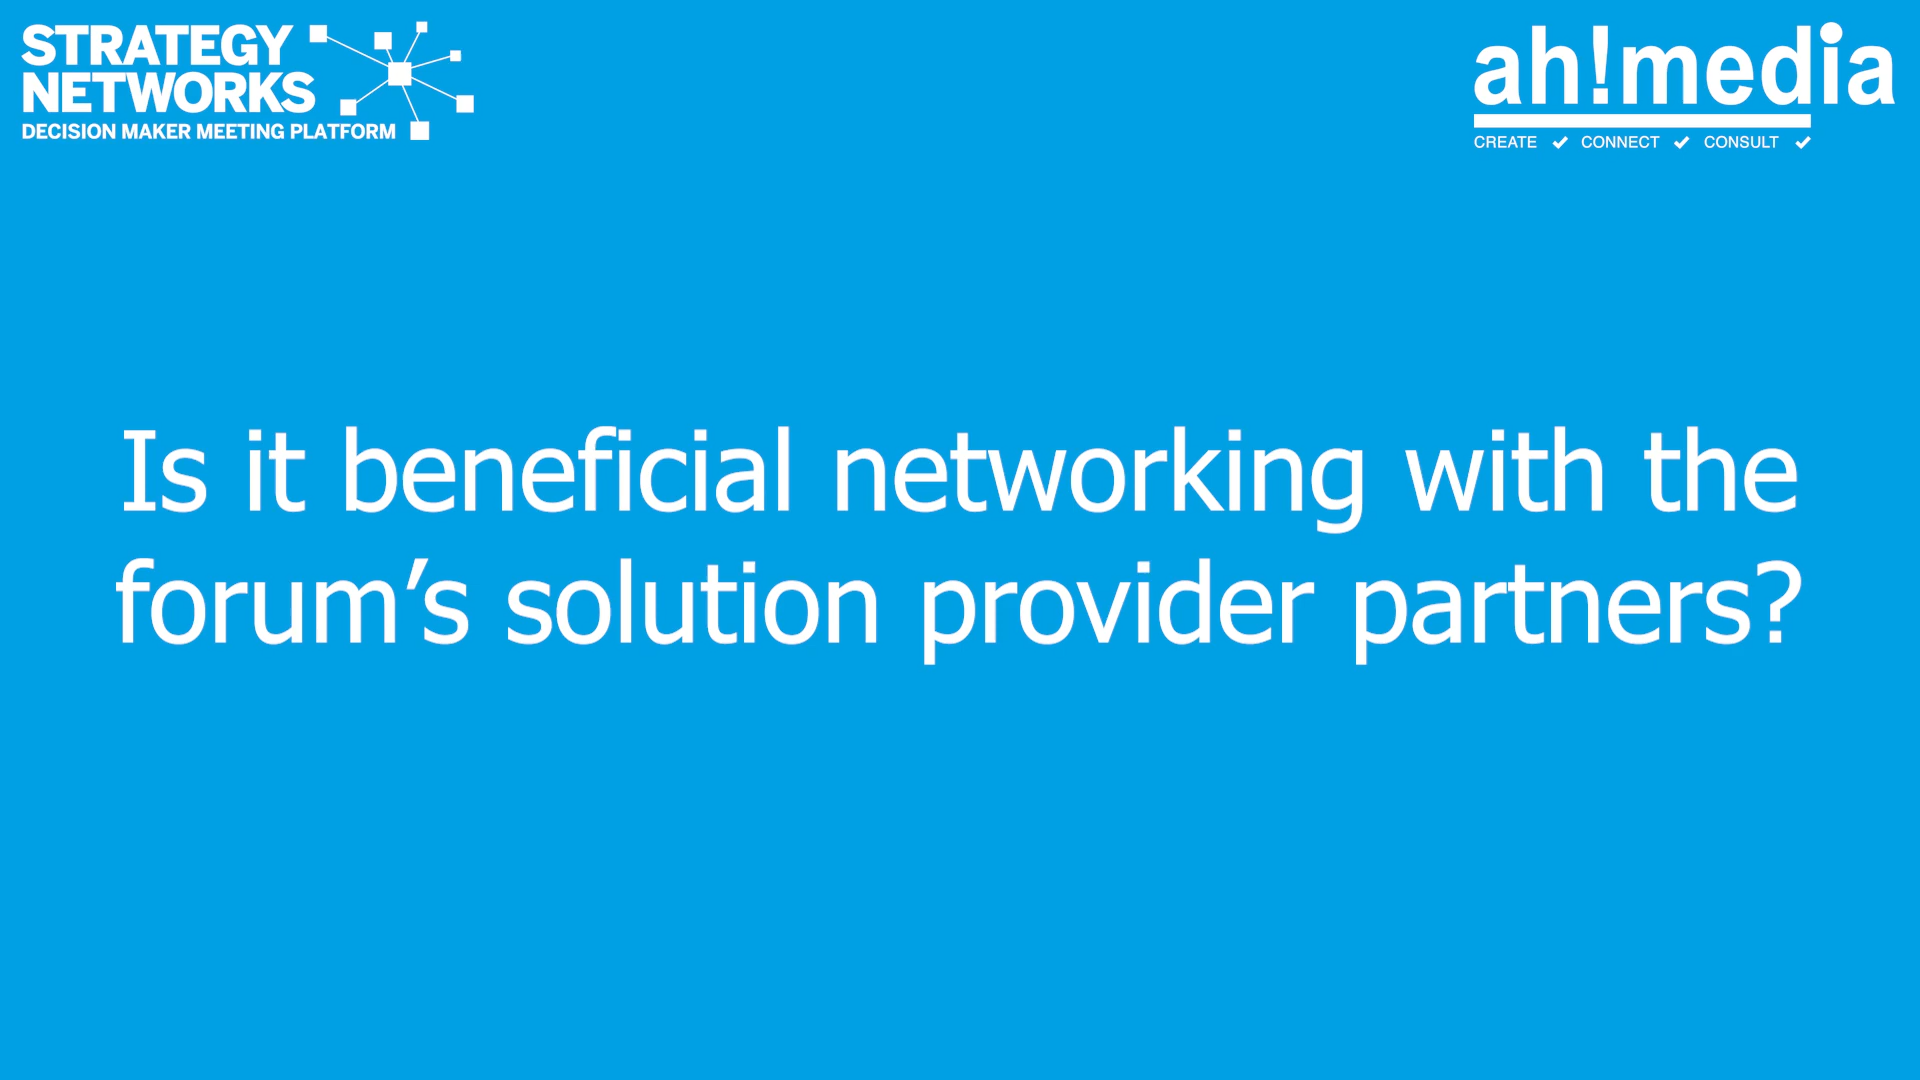 STRATEGY
NETWORKS
DECISION MAKER MEETING PLATFORM
ah!media
CREATE CONNECT CONSULT
Is it beneficial networking with the
forum’s solution provider partners?